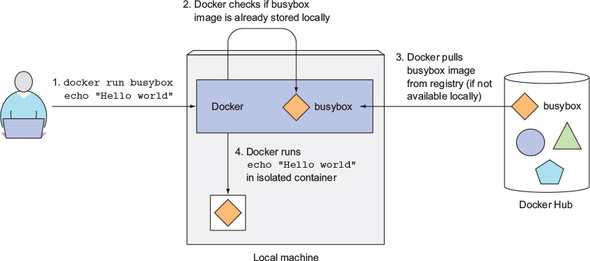 2. Docker checks if busybox
image is already stored locally
1. docker run busybox
echo "Hello world"
3. Docker pulls
busybox image
from registry (if not
available locally)
Docker
busybox
busybox
4. Docker runs
echo "Hello world"
in isolated container
Docker Hub
Local machine